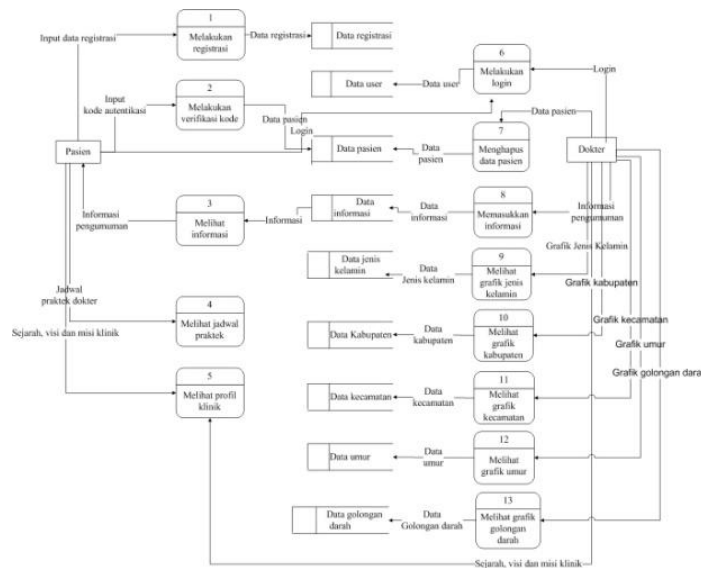 1
Melakukan
registrasi
Input data registrasi
Data registrasi
Data registrasi
2
Melakukan
verifikasi kode
Input
kode autentikasi
Data pasien
Login
Data user
Data user
6
Melakukan
login
Login
Data pasien
Pasien
Data pasien
Data
pasien
7
Menghapus
data pasien
Dokter
3
Melihat
informasi
Informasi
pengumuman
Informasi
Data
informasi
Data
informasi
8
Memasukkan
informasi
Informasi
pengumuman
Grafik Jenis Kelamin
Data jenis
kelamin
Data
Jenis kelamin
9
Melihat
grafik jenis
kelamin
Grafik kabupaten
Jadwal
praktek dokter
4
Melihat jadwal
praktek
Sejarah, visi dan misi klinik
Data Kabupaten
Data
kabupaten
10
Melihat
grafik
kabupaten
Grafik kecamatan
Grafik umur
Grafik golongan dara
5
Melihat profil
klinik
Data kecamatan
Data
kecamatan
11
Melihat
grafik
kecamatan
Data umur
Data
umur
12
Melihat
grafik umur
Data golongan
darah
Data
Golongan darah
13
Melihat grafik
golongan
darah
Sejarah, visi dan misi klinik